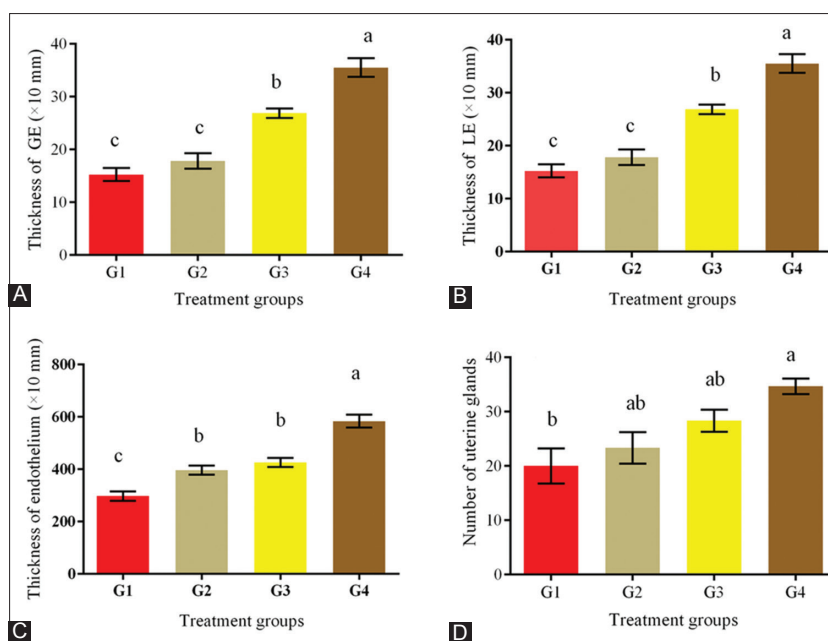 Thickness of GE (×10 mm)
40
30
20
10
0
c
c
b
a
G1 G2 G3 G4
Treatment groups
A
Thickness of LE (×10 mm)
40
30
20
10
0
c
c
b
a
G1 G2 G3 G4
Treatment groups
B
Thickness of endothelium (×10 mm)
800
600
400
200
0
c
b
b
a
G1 G2 G3 G4
Treatment groups
C
Number of uterine glands
40
30
20
10
0
b
ab
ab
a
G1 G2 G3 G4
Treatment groups
D